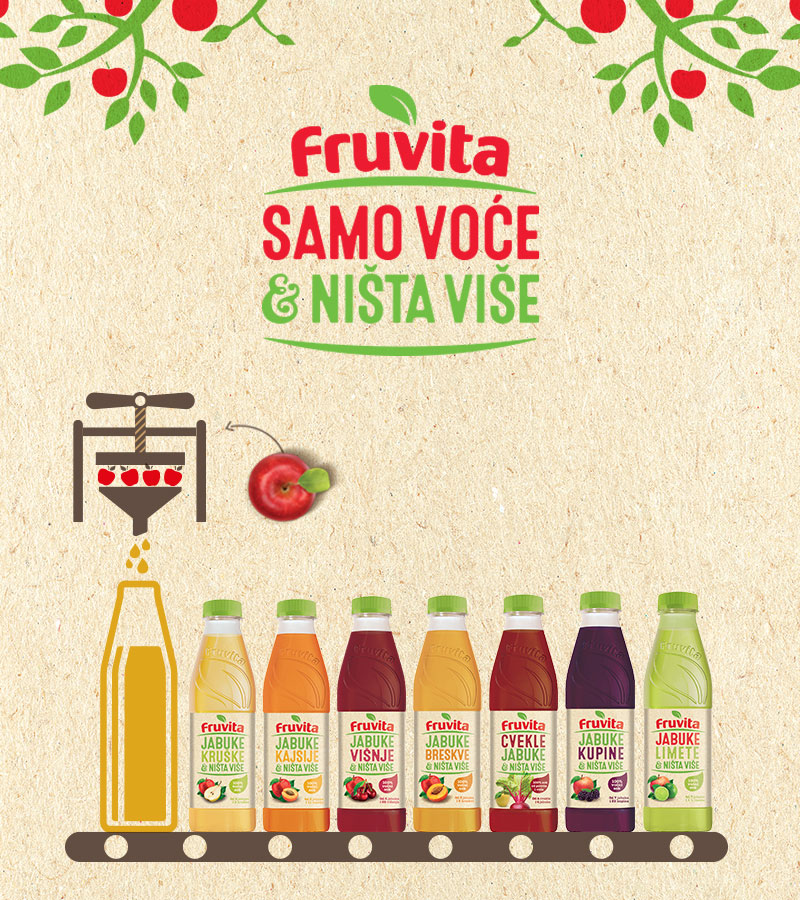 fruvita
SAMO VOĆE
& NIŠTA VIŠE
fruvita
JABUKE
KRUŠKE
& NIŠTA VIŠE
fruvita
JABUKE
KAJSIJE
& NIŠTA VIŠE
fruvita
JABUKE
VIŠNJE
& NIŠTA VIŠE
fruvita
JABUKE
BRESKVE
& NIŠTA VIŠE
fruvita
CVEKLE
JABUKE
& NIŠTA VIŠE
fruvita
JABUKE
KUPINE
& NIŠTA VIŠE
fruvita
JABUKE
LIMETE
& NIŠTA VIŠE